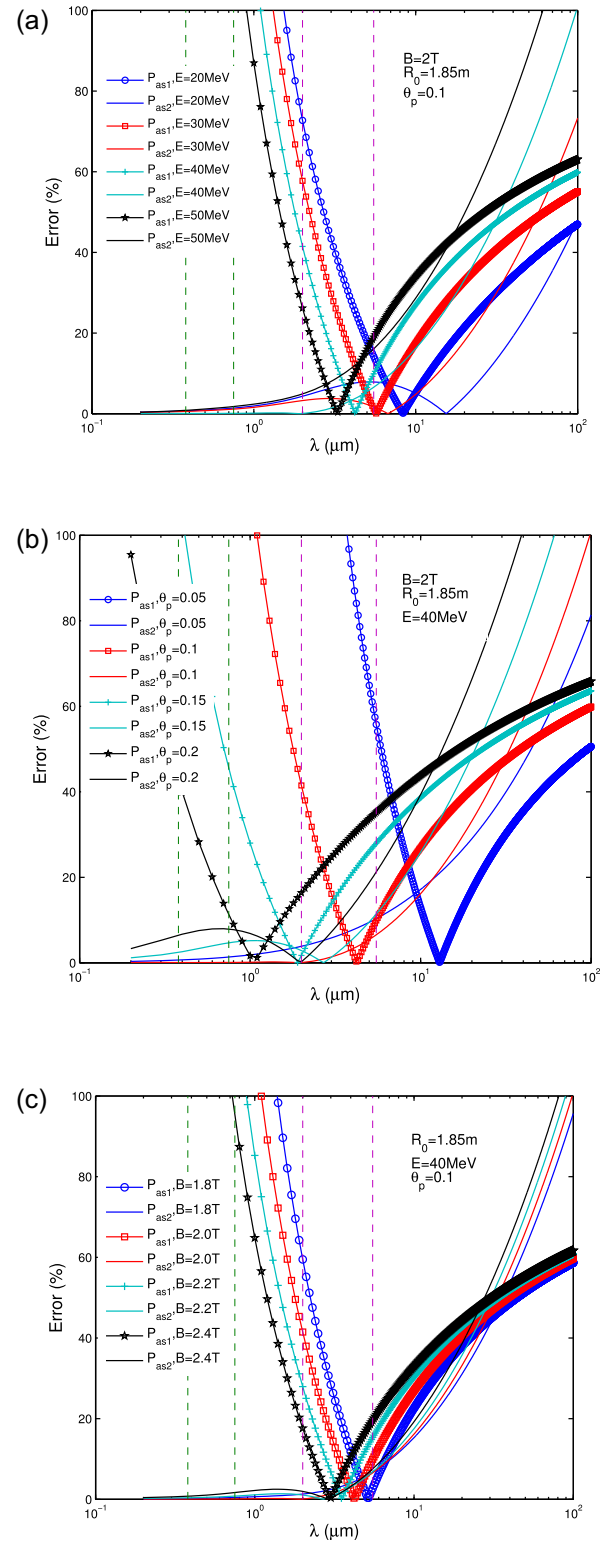 (a)
100
80
60
40
20
0
Error (%)
P_as1,E=20MeV
P_as2,E=20MeV
P_as1,E=30MeV
P_as2,E=30MeV
P_as1,E=40MeV
P_as2,E=40MeV
P_as1,E=50MeV
P_as2,E=50MeV
B=2T
R_0=1.85m
θ_p=0.1
10^-1
10^0
10^1
10^2
λ (μm)
(b)
100
80
60
40
20
0
Error (%)
P_as1,θ_p=0.05
P_as2,θ_p=0.05
P_as1,θ_p=0.1
P_as2,θ_p=0.1
P_as1,θ_p=0.15
P_as2,θ_p=0.15
P_as1,θ_p=0.2
P_as2,θ_p=0.2
B=2T
R_0=1.85m
E=40MeV
10^-1
10^0
10^1
10^2
λ (μm)
(c)
100
80
60
40
20
0
Error (%)
P_as1,B=1.8T
P_as2,B=1.8T
P_as1,B=2.0T
P_as2,B=2.0T
P_as1,B=2.2T
P_as2,B=2.2T
P_as1,B=2.4T
P_as2,B=2.4T
R_0=1.85m
E=40MeV
θ_p=0.1
10^-1
10^0
10^1
10^2
λ (μm)